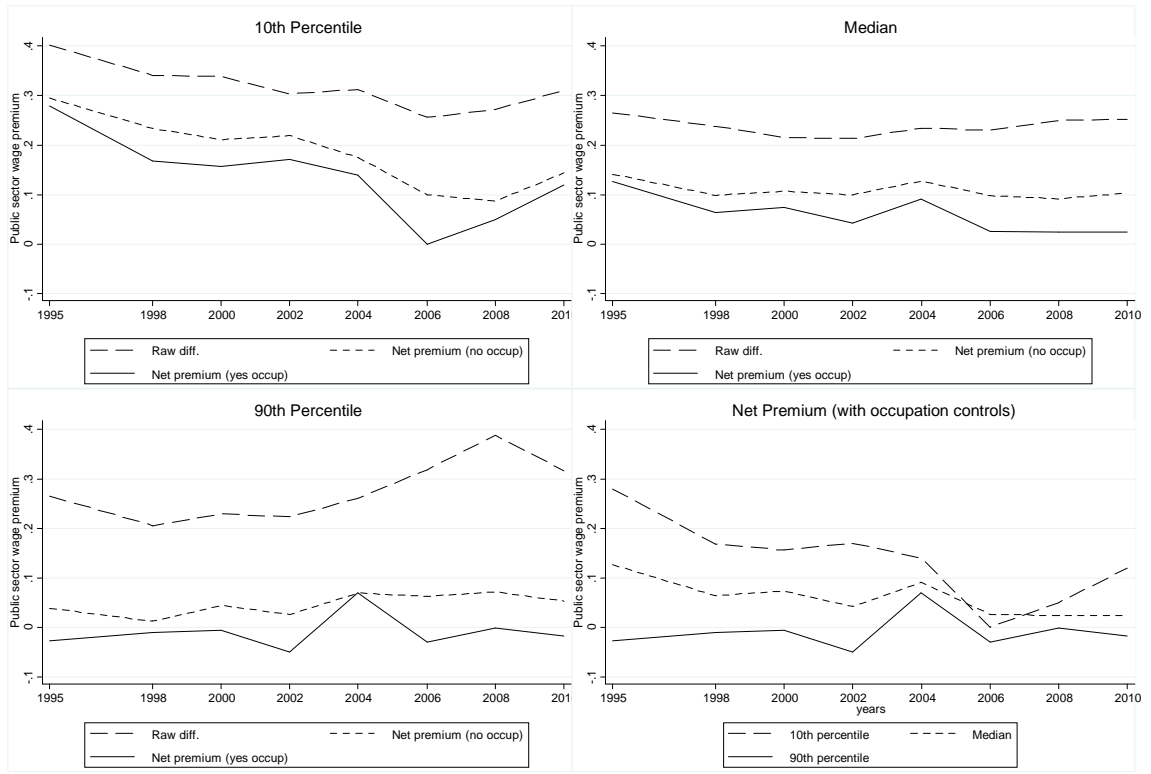 10th Percentile
Public sector wage premium
.4
.3
.2
.1
0
-.1
1995 1998 2000 2002 2004 2006 2008 201
Raw diff. Net premium (no occup)
Net premium (yes occup)
Median
Public sector wage premium
.4
.3
.2
.1
0
-.1
1995 1998 2000 2002 2004 2006 2008 2010
Raw diff. Net premium (no occup)
Net premium (yes occup)
90th Percentile
Public sector wage premium
.4
.3
.2
.1
0
-.1
1995 1998 2000 2002 2004 2006 2008 201
Raw diff. Net premium (no occup)
Net premium (yes occup)
Net Premium (with occupation controls)
Public sector wage premium
.4
.3
.2
.1
0
-.1
1995 1998 2000 2002 2004 2006 2008 2010
years
10th percentile Median
90th percentile